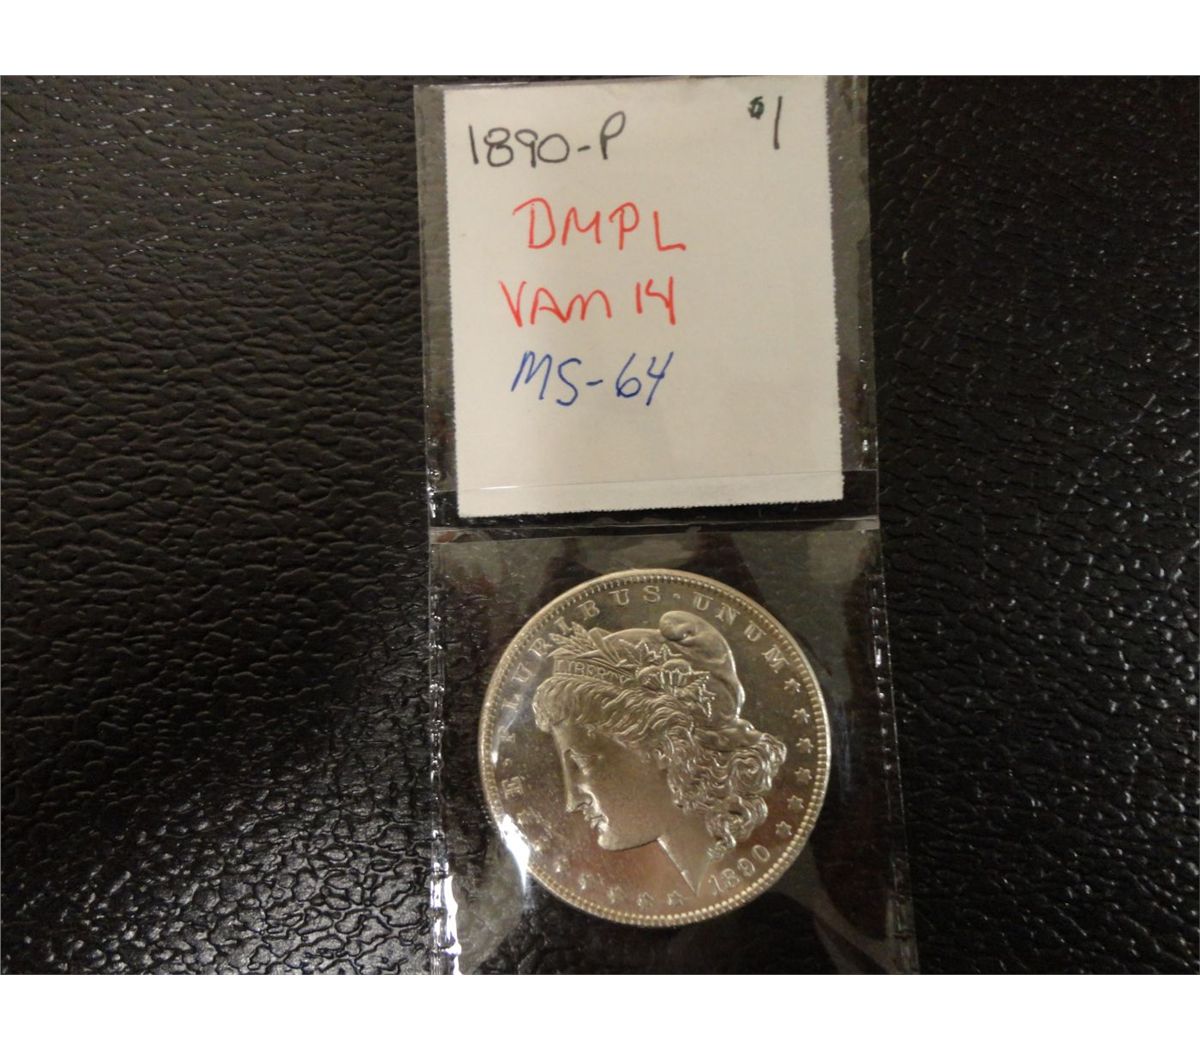 1890-P $1
DMPL
VAM 14
MS-64
E · PLURIBUS · UNUM
LIBERTY
1890